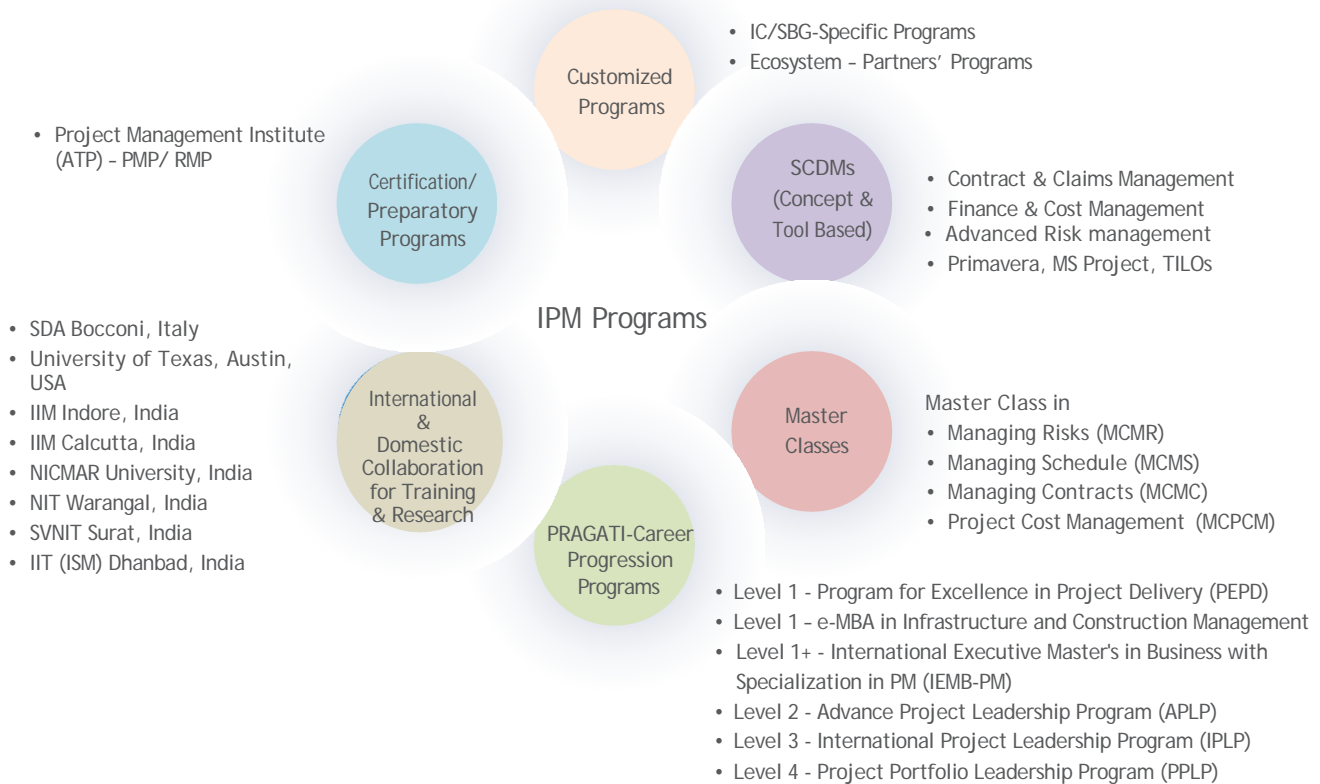 • IC/SBG-Specific Programs
• Ecosystem – Partners’ Programs
Customized
Programs
• Project Management Institute
(ATP) – PMP/ RMP
Certification/
Preparatory
Programs
SCDMs
(Concept &
Tool Based)
• Contract & Claims Management
• Finance & Cost Management
• Advanced Risk management
• Primavera, MS Project, TILOs
IPM Programs
• SDA Bocconi, Italy
• University of Texas, Austin,
USA
• IIM Indore, India
• IIM Calcutta, India
• NICMAR University, India
• NIT Warangal, India
• SVNIT Surat, India
• IIT (ISM) Dhanbad, India
International
&
Domestic
Collaboration
for Training
& Research
Master
Classes
Master Class in
• Managing Risks (MCMR)
• Managing Schedule (MCMS)
• Managing Contracts (MCMC)
• Project Cost Management (MCPCM)
PRAGATI-Career
Progression
Programs
• Level 1 - Program for Excellence in Project Delivery (PEPD)
• Level 1 – e-MBA in Infrastructure and Construction Management
• Level 1+ - International Executive Master's in Business with
Specialization in PM (IEMB-PM)
• Level 2 - Advance Project Leadership Program (APLP)
• Level 3 - International Project Leadership Program (IPLP)
• Level 4 - Project Portfolio Leadership Program (PPLP)